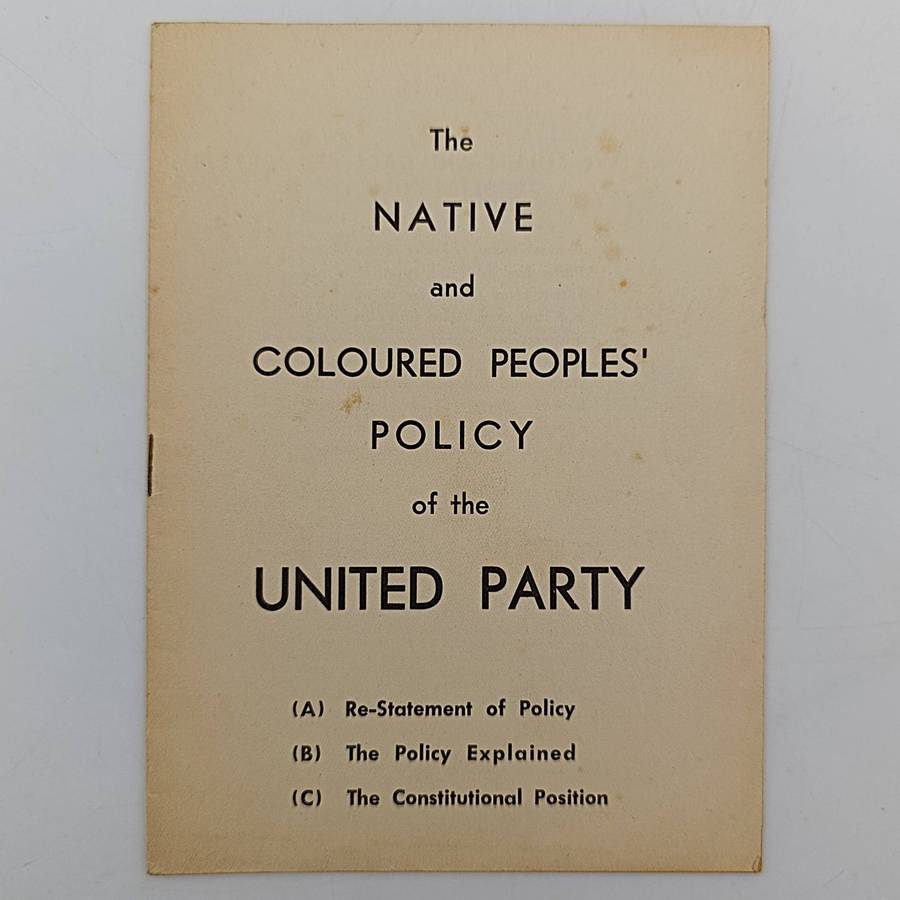 The
NATIVE
and
COLOURED PEOPLES'
POLICY
of the
UNITED PARTY
(A) Re-Statement of Policy
(B) The Policy Explained
(C) The Constitutional Position